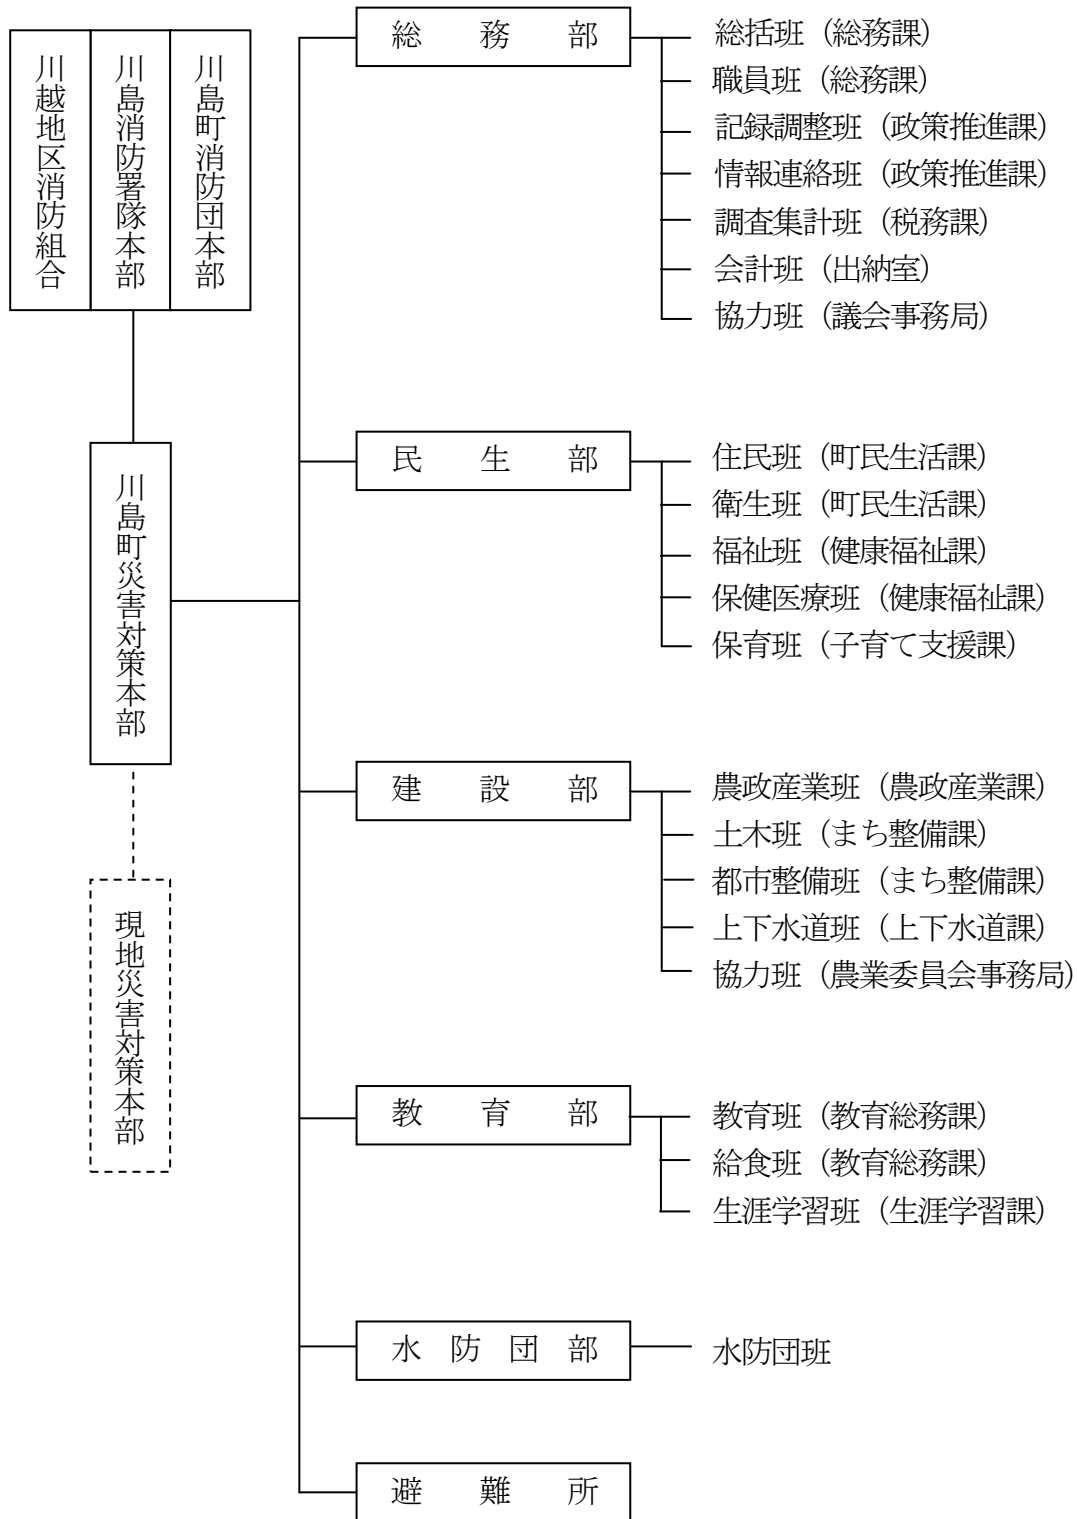 川越地区消防組合
川島消防署隊本部
川島町消防団本部
川島町災害対策本部
現地災害対策本部
総務部
総括班（総務課）
職員班（総務課）
記録調整班（政策推進課）
情報連絡班（政策推進課）
調査集計班（税務課）
会計班（出納室）
協力班（議会事務局）
民生部
住民班（町民生活課）
衛生班（町民生活課）
福祉班（健康福祉課）
保健医療班（健康福祉課）
保育班（子育て支援課）
建設部
農政産業班（農政産業課）
土木班（まち整備課）
都市整備班（まち整備課）
上下水道班（上下水道課）
協力班（農業委員会事務局）
教育部
教育班（教育総務課）
給食班（教育総務課）
生涯学習班（生涯学習課）
水防団部
水防団班
避難所